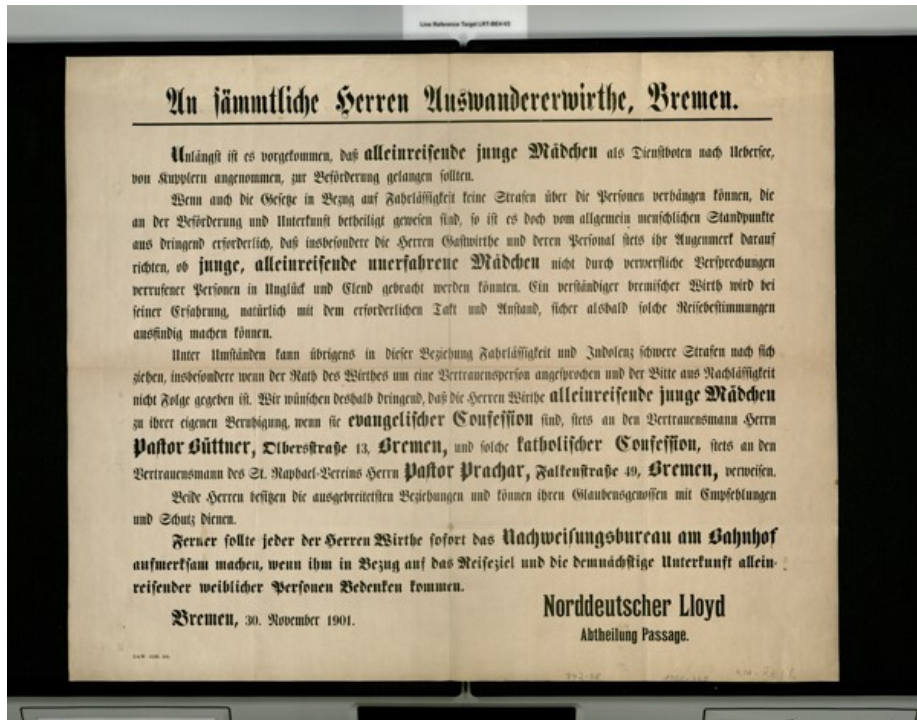 Line Reference Target LRT-BEH-V2
An sämmtliche Herren Auswandererwirthe, Bremen.
Unlängst ist es vorgekommen, daß alleinreisende junge Mädchen als Dienstboten nach Uebersee,
von Kupplern angenommen, zur Beförderung gelangen sollten.
Wenn auch die Gesetze in Bezug auf Fahrlässigkeit keine Strafen über die Personen verhängen können, die
an der Beförderung und Unterkunft betheiligt gewesen sind, so ist es doch vom allgemein menschlichen Standpunkte
aus dringend erforderlich, daß insbesondere die Herren Gastwirthe und deren Personal stets ihr Augenmerk darauf
richten, ob junge, alleinreisende unerfahrene Mädchen nicht durch verwerfliche Versprechungen
verrufener Personen in Unglück und Elend gebracht werden könnten. Ein verständiger bremischer Wirth wird bei
seiner Erfahrung, natürlich mit dem erforderlichen Takt und Anstand, sicher alsbald solche Reisebestimmungen
ausfindig machen können.
Unter Umständen kann übrigens in dieser Beziehung Fahrlässigkeit und Indolenz schwere Strafen nach sich
ziehen, insbesondere wenn der Rath des Wirthes um eine Vertrauensperson angesprochen und der Bitte aus Nachlässigkeit
nicht Folge gegeben ist. Wir wünschen deshalb dringend, daß die Herren Wirthe alleinreisende junge Mädchen
zu ihrer eigenen Beruhigung, wenn sie evangelischer Confession sind, stets an den Vertrauensmann Herrn
Pastor Büttner, Olbersstraße 13, Bremen, und solche katholischer Confession, stets an den
Vertrauensmann des St. Raphael-Vereins Herrn Pastor Prachar, Falkenstraße 49, Bremen, verweisen.
Beide Herren besitzen die ausgebreitetsten Beziehungen und können ihren Glaubensgenossen mit Empfehlungen
und Schutz dienen.
Ferner sollte jeder der Herren Wirthe sofort das Nachweisungsbureau am Bahnhof
aufmerksam machen, wenn ihm in Bezug auf das Reiseziel und die demnächstige Unterkunft allein-
reisender weiblicher Personen Bedenken kommen.
Bremen, 30. November 1901.
Norddeutscher Lloyd
Abtheilung Passage.